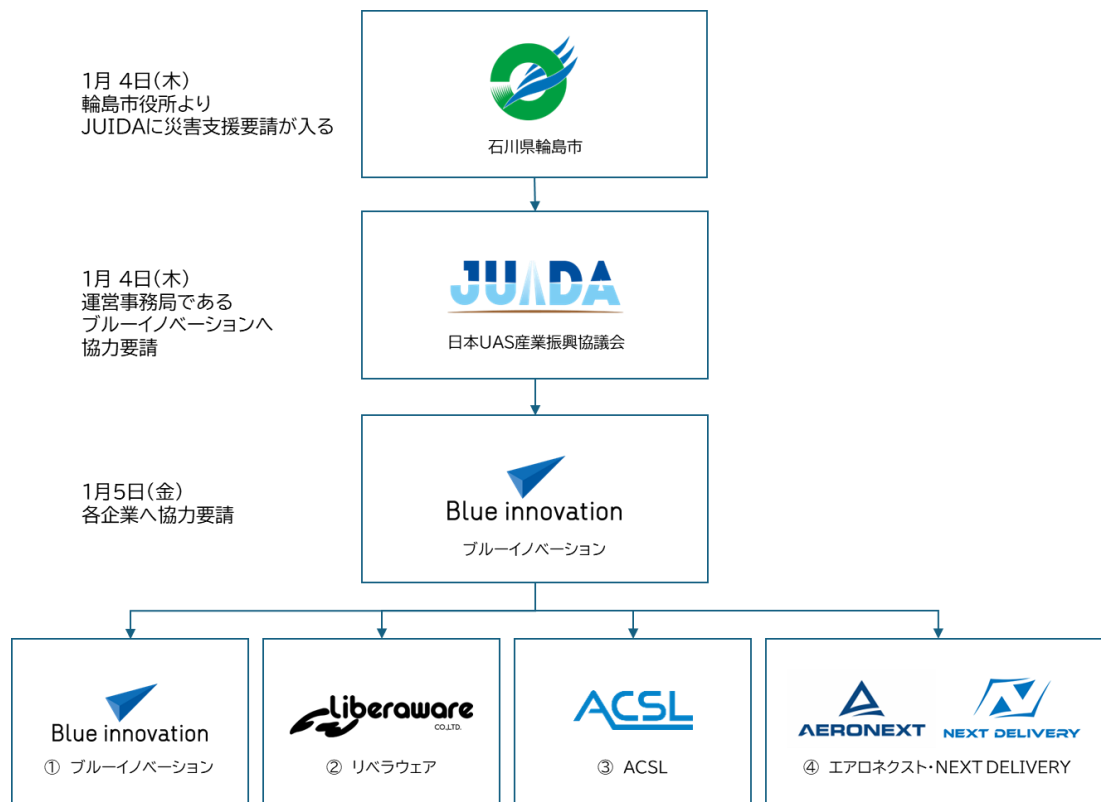 1月 4日(木)
輪島市役所より
JUIDAに災害支援要請が入る
石川県輪島市
1月 4日(木)
運営事務局である
ブルーイノベーションへ
協力要請
JUIDA
日本UAS産業振興協議会
1月5日(金)
各企業へ協力要請
Blue innovation
ブルーイノベーション
Blue innovation
① ブルーイノベーション
Liberaware
CO.,LTD.
② リベラウェア
ACSL
③ ACSL
AERONEXT
NEXT DELIVERY
④ エアロネクスト・NEXT DELIVERY